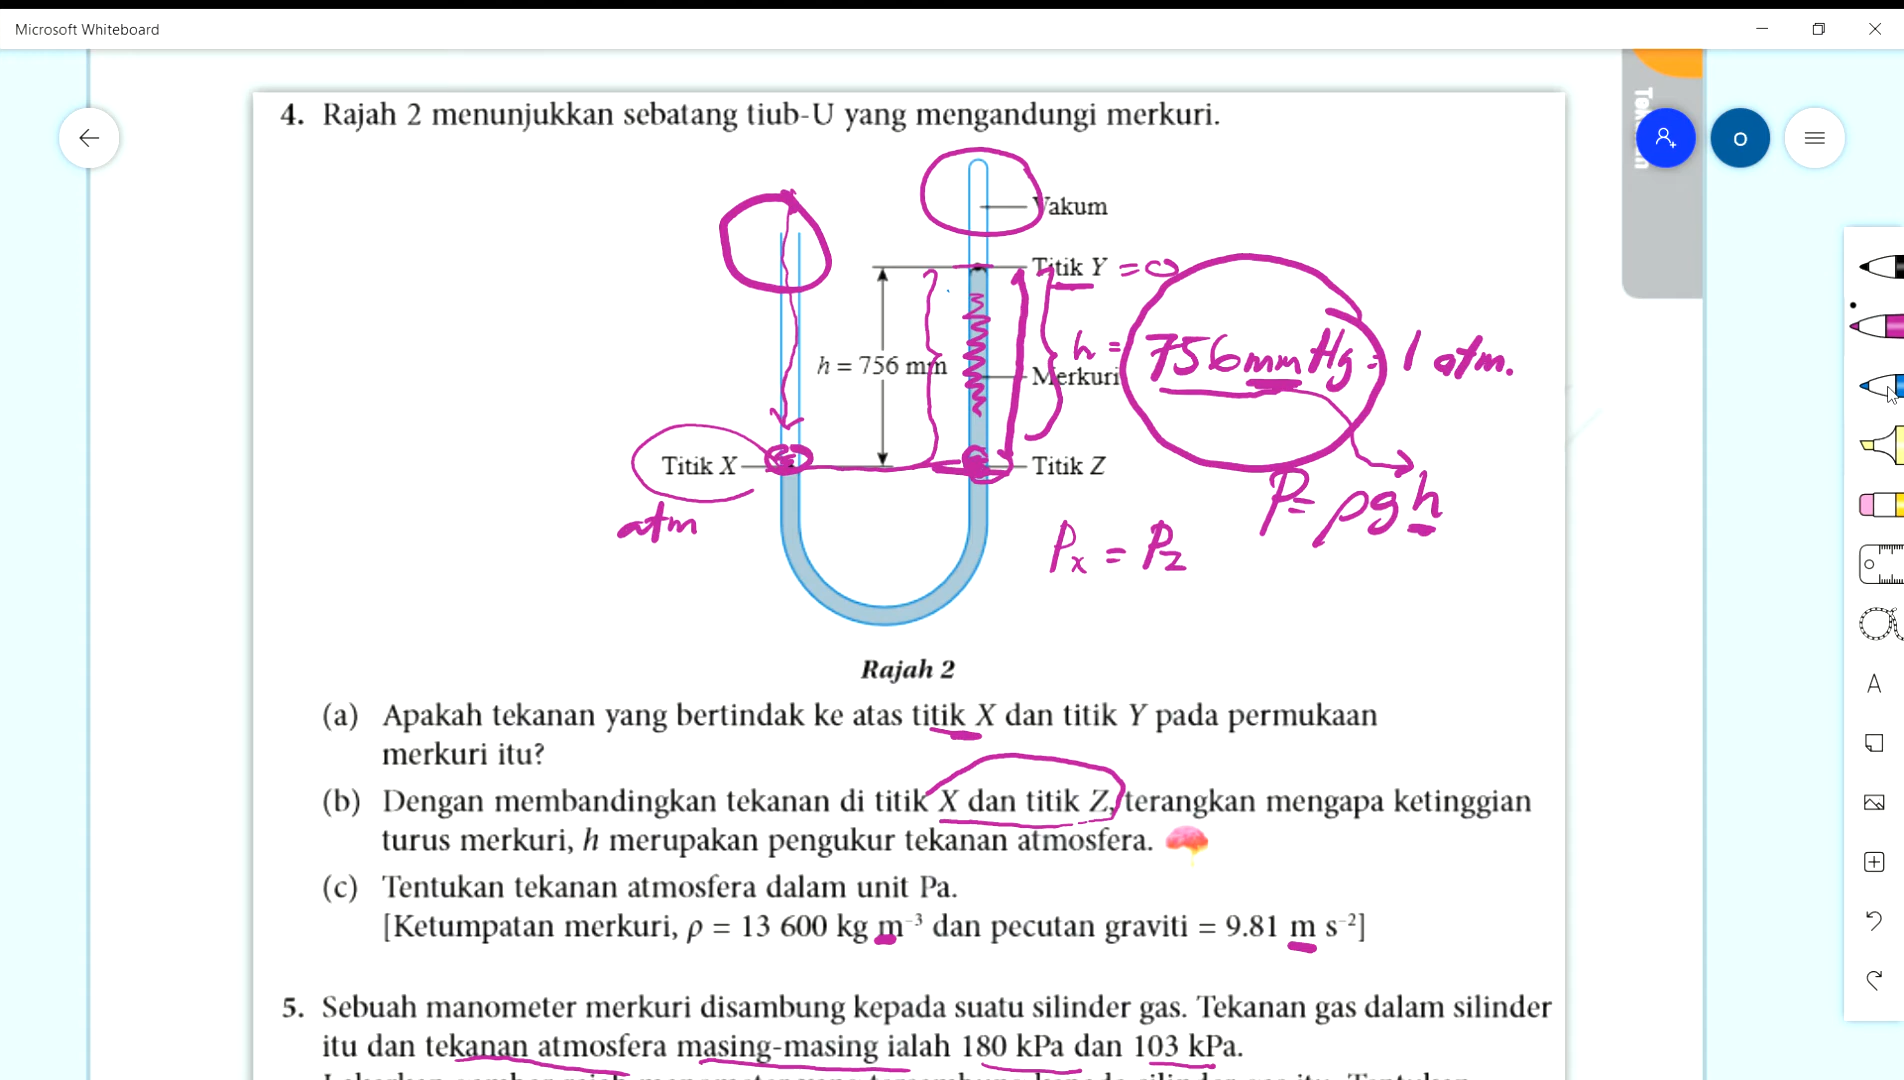 Microsoft Whiteboard
4. Rajah 2 menunjukkan sebatang tiub-U yang mengandungi merkuri.
O
Vakum
Titik Y = 0
h = 756 mm
h = 756mmHg = 1 atm.
Merkuri
Titik X
Titik Z
atm
P = ρgh
Px = Pz
Rajah 2
(a) Apakah tekanan yang bertindak ke atas titik X dan titik Y pada permukaan
merkuri itu?
(b) Dengan membandingkan tekanan di titik X dan titik Z, terangkan mengapa ketinggian
turus merkuri, h merupakan pengukur tekanan atmosfera.
(c) Tentukan tekanan atmosfera dalam unit Pa.
[Ketumpatan merkuri, ρ = 13 600 kg m⁻³ dan pecutan graviti = 9.81 m s⁻²]
5. Sebuah manometer merkuri disambung kepada suatu silinder gas. Tekanan gas dalam silinder
itu dan tekanan atmosfera masing-masing ialah 180 kPa dan 103 kPa.